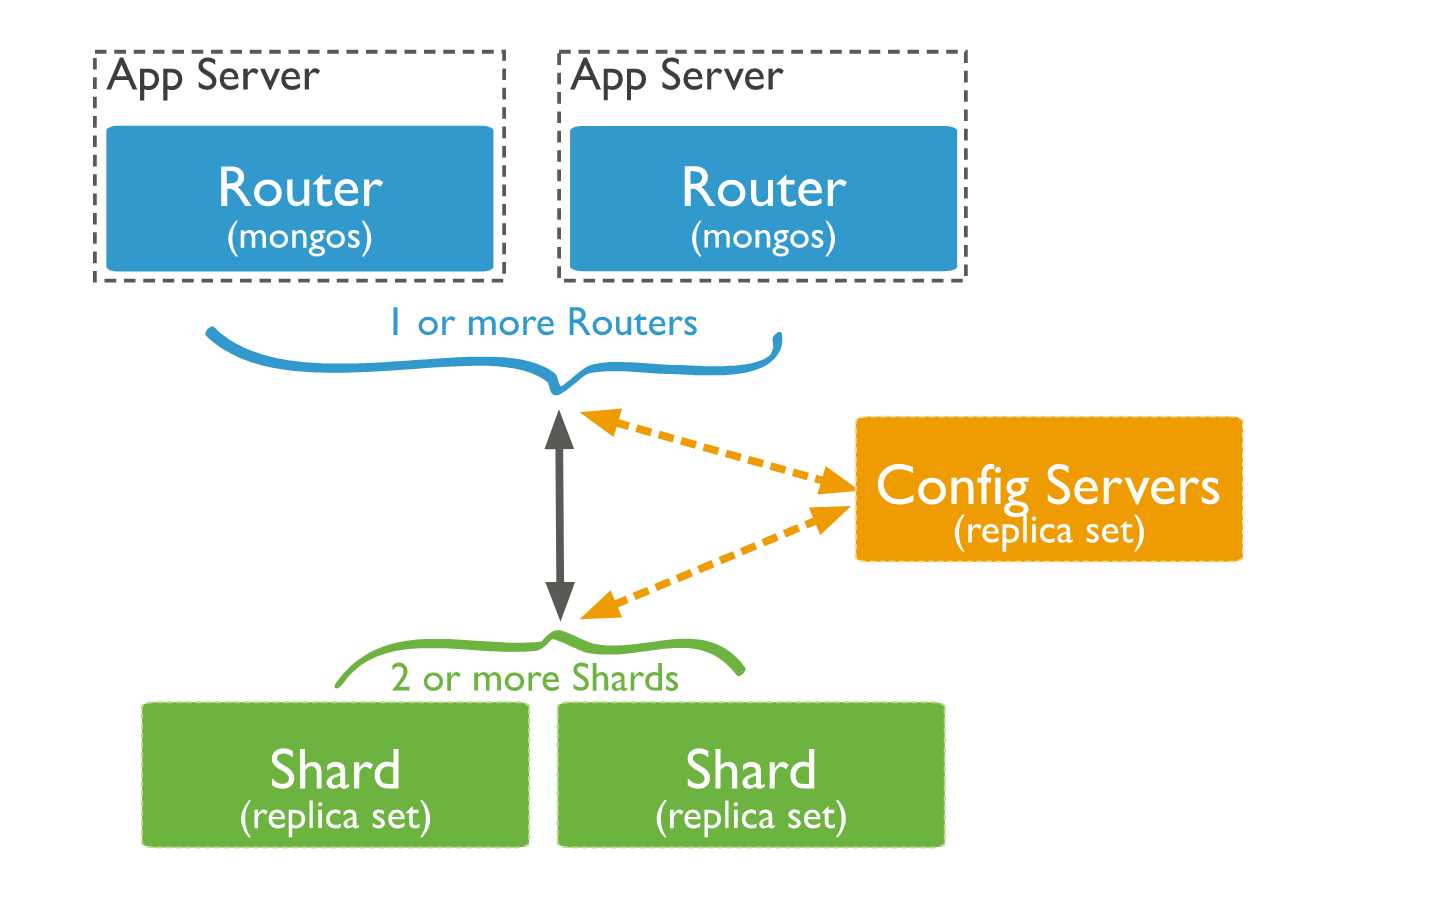 App Server
Router
(mongos)
App Server
Router
(mongos)
1 or more Routers
Config Servers
(replica set)
2 or more Shards
Shard
(replica set)
Shard
(replica set)